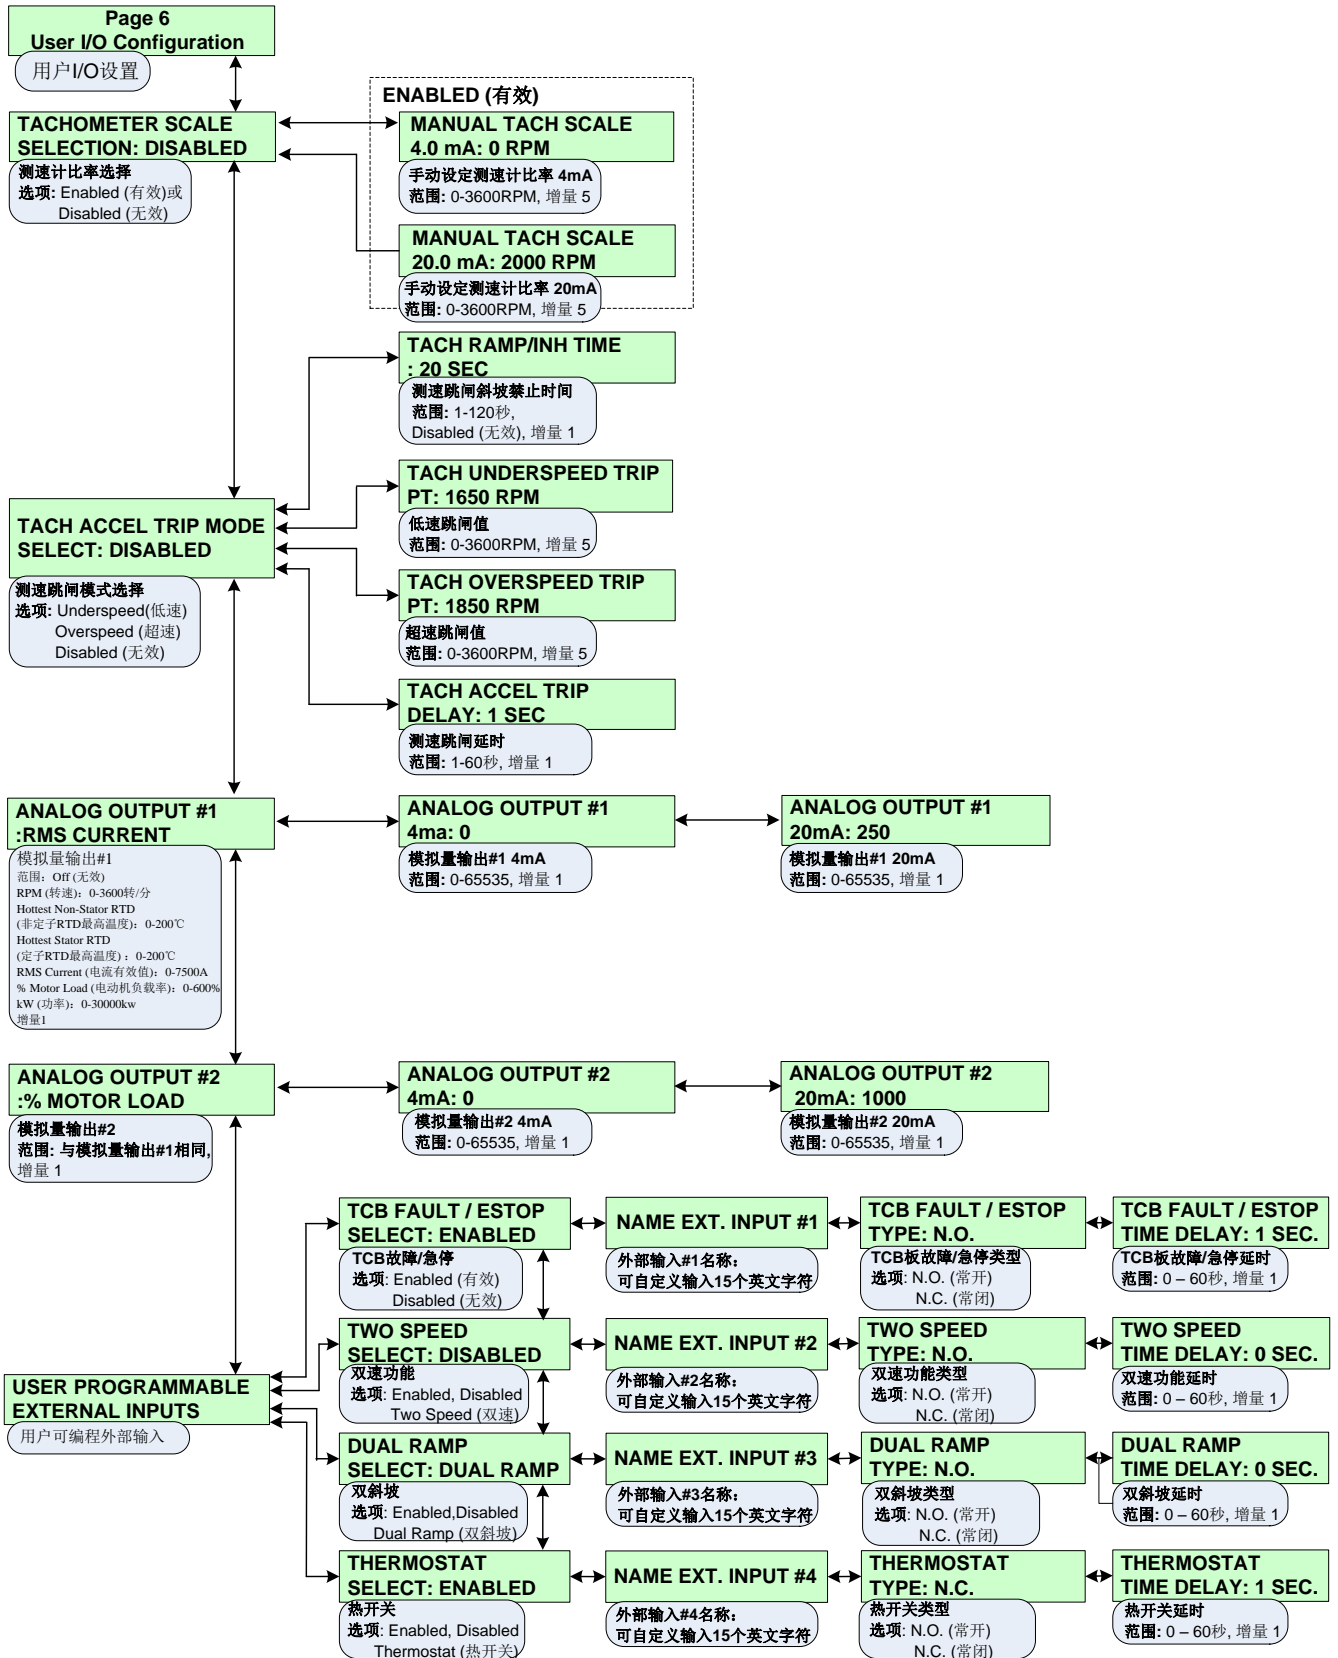 Page 6
User I/O Configuration
用户I/O设置
TACHOMETER SCALE
SELECTION: DISABLED
测速计比率选择
选项: Enabled (有效)或
Disabled (无效)
ENABLED (有效)
MANUAL TACH SCALE
4.0 mA: 0 RPM
手动设定测速计比率 4mA
范围: 0-3600RPM, 增量 5
MANUAL TACH SCALE
20.0 mA: 2000 RPM
手动设定测速计比率 20mA
范围: 0-3600RPM, 增量 5
TACH RAMP/INH TIME
: 20 SEC
测速跳闸斜坡禁止时间
范围: 1-120秒,
Disabled (无效), 增量 1
TACH ACCEL TRIP MODE
SELECT: DISABLED
测速跳闸模式选择
选项: Underspeed(低速)
Overspeed (超速)
Disabled (无效)
TACH UNDERSPEED TRIP
PT: 1650 RPM
低速跳闸值
范围: 0-3600RPM, 增量 5
TACH OVERSPEED TRIP
PT: 1850 RPM
超速跳闸值
范围: 0-3600RPM, 增量 5
TACH ACCEL TRIP
DELAY: 1 SEC
测速跳闸延时
范围: 1-60秒, 增量 1
ANALOG OUTPUT #1
:RMS CURRENT
模拟量输出#1
范围：Off (无效)
RPM (转速)：0-3600转/分
Hottest Non-Stator RTD
(非定子RTD最高温度)：0-200℃
Hottest Stator RTD
(定子RTD最高温度) ：0-200℃
RMS Current (电流有效值)：0-7500A
% Motor Load (电动机负载率)：0-600%
kW (功率)：0-30000kw
增量1
ANALOG OUTPUT #1
4ma: 0
模拟量输出#1 4mA
范围: 0-65535, 增量 1
ANALOG OUTPUT #1
20mA: 250
模拟量输出#1 20mA
范围: 0-65535, 增量 1
ANALOG OUTPUT #2
:% MOTOR LOAD
模拟量输出#2
范围: 与模拟量输出#1相同,
增量 1
ANALOG OUTPUT #2
4mA: 0
模拟量输出#2 4mA
范围: 0-65535, 增量 1
ANALOG OUTPUT #2
20mA: 1000
模拟量输出#2 20mA
范围: 0-65535, 增量 1
USER PROGRAMMABLE
EXTERNAL INPUTS
用户可编程外部输入
TCB FAULT / ESTOP
SELECT: ENABLED
TCB故障/急停
选项: Enabled (有效)
Disabled (无效)
NAME EXT. INPUT #1
外部输入#1名称:
可自定义输入15个英文字符
TCB FAULT / ESTOP
TYPE: N.O.
TCB板故障/急停类型
选项: N.O. (常开)
N.C. (常闭)
TCB FAULT / ESTOP
TIME DELAY: 1 SEC.
TCB板故障/急停延时
范围: 0 – 60秒, 增量 1
TWO SPEED
SELECT: DISABLED
双速功能
选项: Enabled, Disabled
Two Speed (双速)
NAME EXT. INPUT #2
外部输入#2名称:
可自定义输入15个英文字符
TWO SPEED
TYPE: N.O.
双速功能类型
选项: N.O. (常开)
N.C. (常闭)
TWO SPEED
TIME DELAY: 0 SEC.
双速功能延时
范围: 0 – 60秒, 增量 1
DUAL RAMP
SELECT: DUAL RAMP
双斜坡
选项: Enabled,Disabled
Dual Ramp (双斜坡)
NAME EXT. INPUT #3
外部输入#3名称:
可自定义输入15个英文字符
DUAL RAMP
TYPE: N.O.
双斜坡类型
选项: N.O. (常开)
N.C. (常闭)
DUAL RAMP
TIME DELAY: 0 SEC.
双斜坡延时
范围: 0 – 60秒, 增量 1
THERMOSTAT
SELECT: ENABLED
热开关
选项: Enabled, Disabled
Thermostat (热开关)
NAME EXT. INPUT #4
外部输入#4名称:
可自定义输入15个英文字符
THERMOSTAT
TYPE: N.C.
热开关类型
选项: N.O. (常开)
N.C. (常闭)
THERMOSTAT
TIME DELAY: 1 SEC.
热开关延时
范围: 0 – 60秒, 增量 1